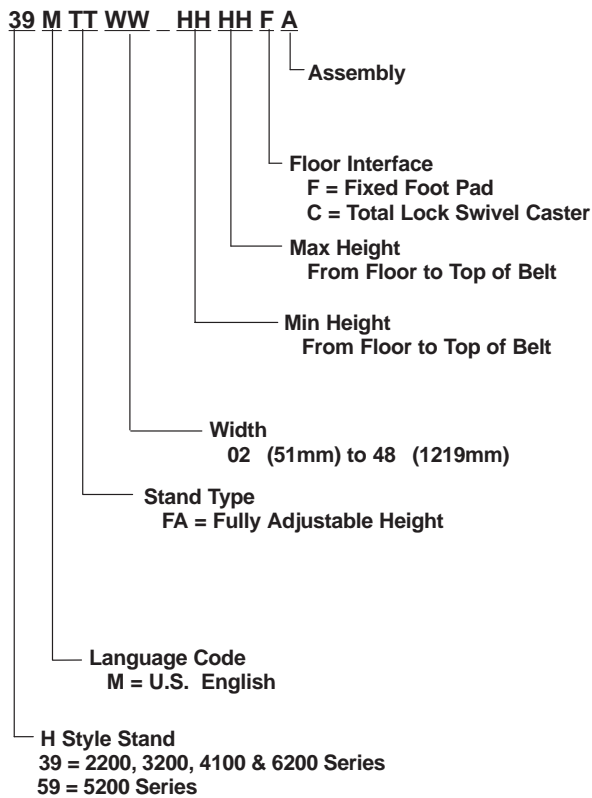 39 M TT WW _ HH HH F A
Assembly
Floor Interface
F = Fixed Foot Pad
C = Total Lock Swivel Caster
Max Height
From Floor to Top of Belt
Min Height
From Floor to Top of Belt
Width
02 (51mm) to 48 (1219mm)
Stand Type
FA = Fully Adjustable Height
Language Code
M = U.S. English
H Style Stand
39 = 2200, 3200, 4100 & 6200 Series
59 = 5200 Series